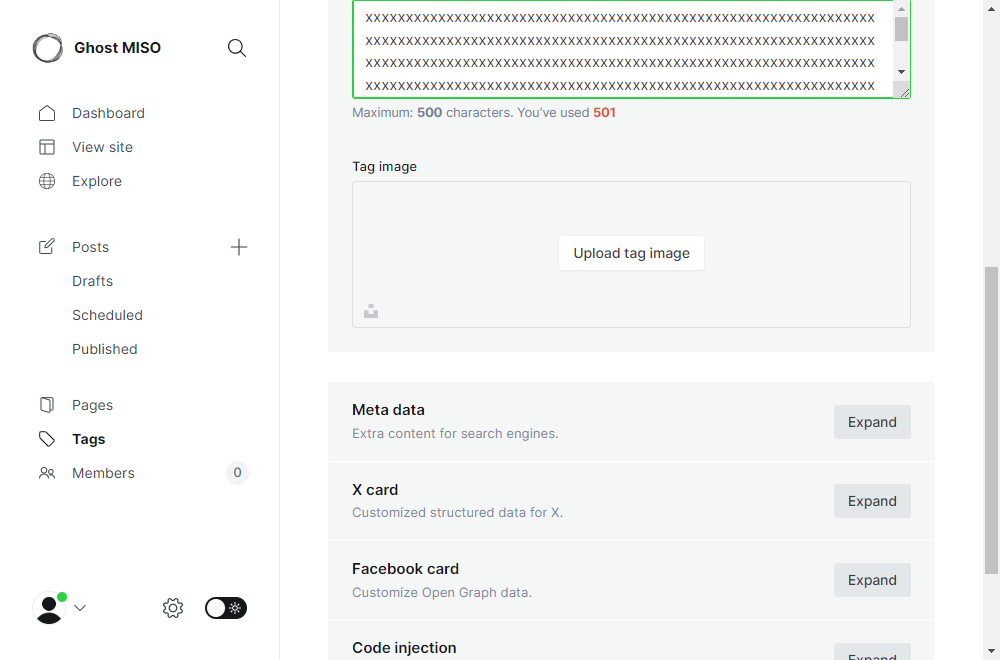 Ghost MISO
Dashboard
View site
Explore
Posts
Drafts
Scheduled
Published
Pages
Tags
Members
0
xxxxxxxxxxxxxxxxxxxxxxxxxxxxxxxxxxxxxxxxxxxxxxxxxxxxxxxxxxxxxxx
xxxxxxxxxxxxxxxxxxxxxxxxxxxxxxxxxxxxxxxxxxxxxxxxxxxxxxxxxxxxxxx
xxxxxxxxxxxxxxxxxxxxxxxxxxxxxxxxxxxxxxxxxxxxxxxxxxxxxxxxxxxxxxx
xxxxxxxxxxxxxxxxxxxxxxxxxxxxxxxxxxxxxxxxxxxxxxxxxxxxxxxxxxxxxxx
Maximum: 500 characters. You’ve used 501
Tag image
Upload tag image
Meta data
Extra content for search engines.
Expand
X card
Customized structured data for X.
Expand
Facebook card
Customize Open Graph data.
Expand
Code injection
Expand